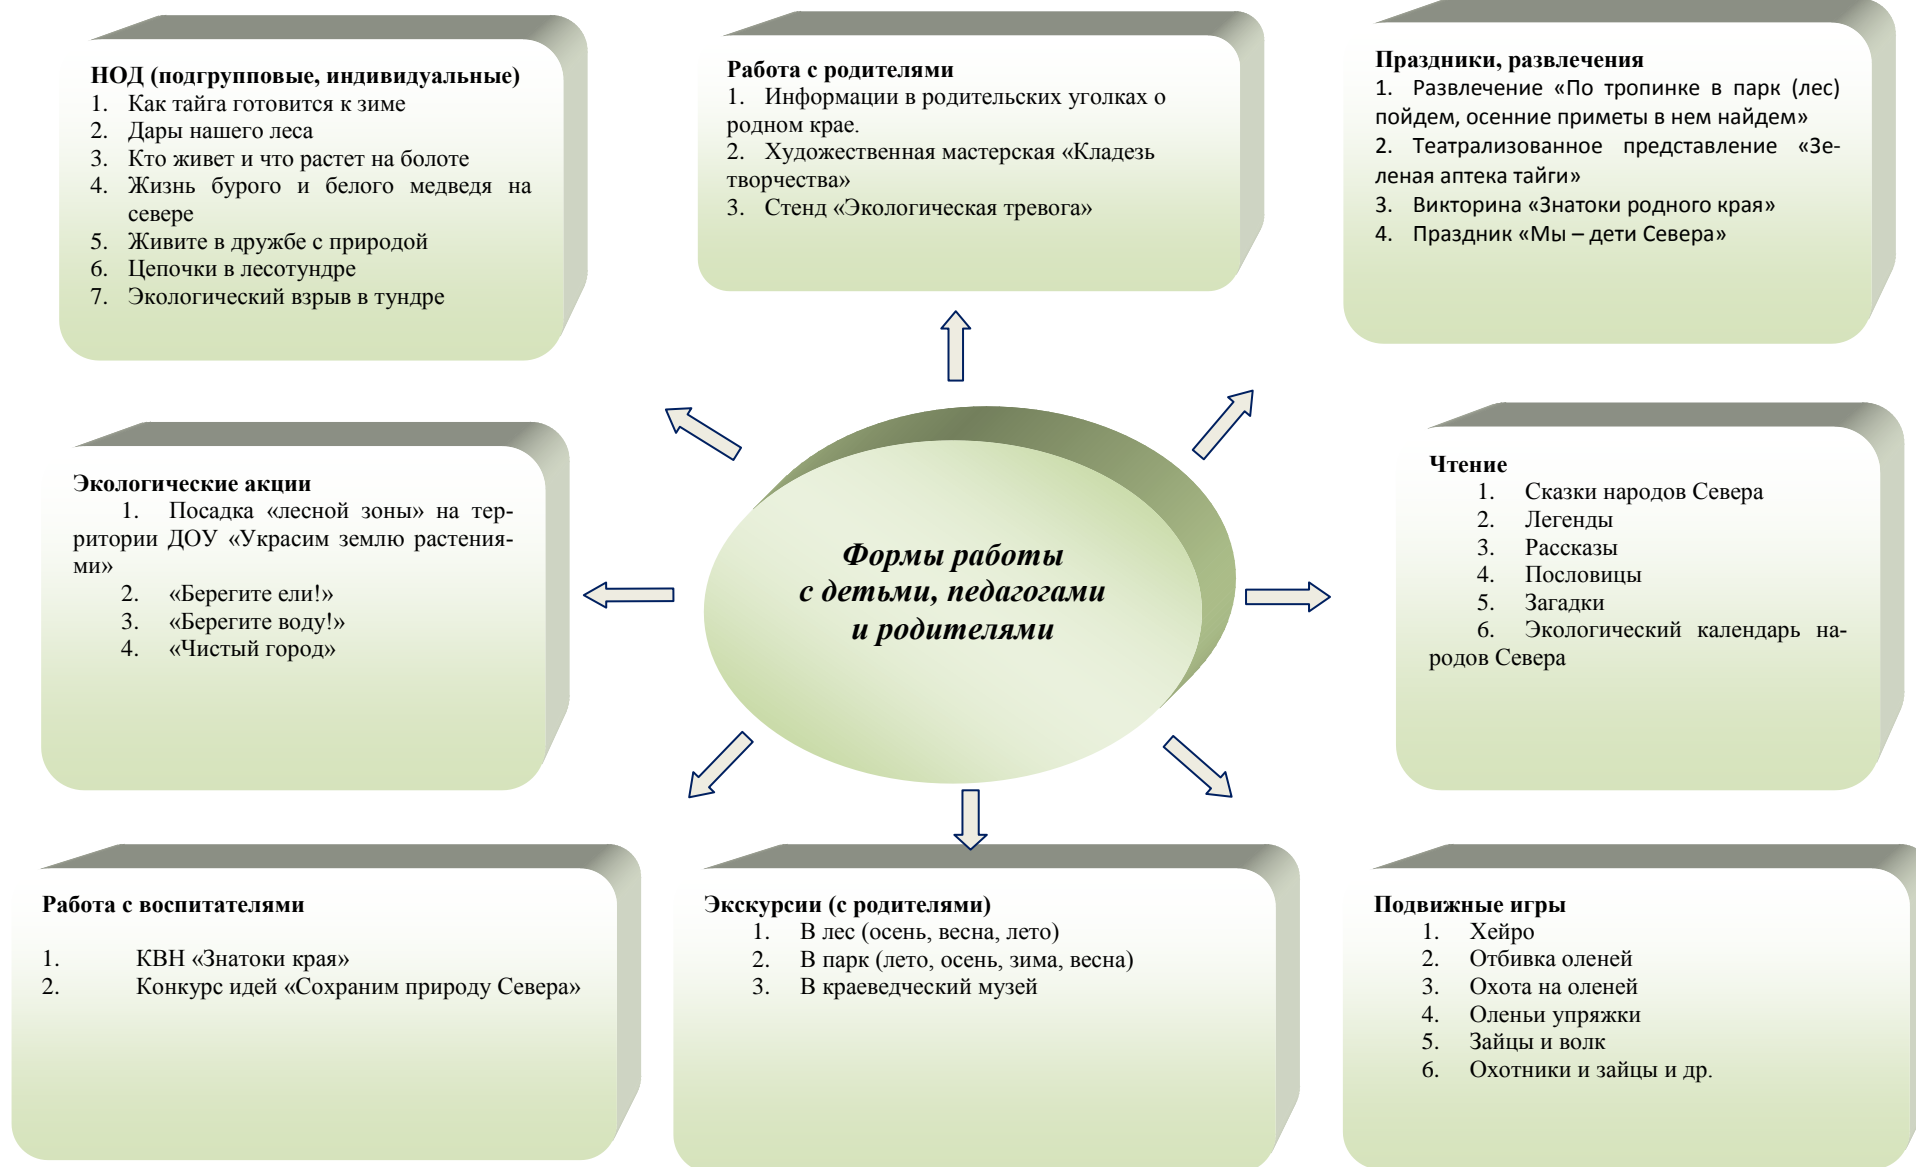 НОД (подгрупповые, индивидуальные)
1. Как тайга готовится к зиме
2. Дары нашего леса
3. Кто живет и что растет на болоте
4. Жизнь бурого и белого медведя на
севере
5. Живите в дружбе с природой
6. Цепочки в лесотундре
7. Экологический взрыв в тундре
Работа с родителями
1. Информации в родительских уголках о
родном крае.
2. Художественная мастерская «Кладезь
творчества»
3. Стенд «Экологическая тревога»
Праздники, развлечения
1. Развлечение «По тропинке в парк (лес)
пойдем, осенние приметы в нем найдем»
2. Театрализованное представление «Зе-
леная аптека тайги»
3. Викторина «Знатоки родного края»
4. Праздник «Мы – дети Севера»
Экологические акции
1. Посадка «лесной зоны» на тер-
ритории ДОУ «Украсим землю растения-
ми»
2. «Берегите ели!»
3. «Берегите воду!»
4. «Чистый город»
Формы работы
с детьми, педагогами
и родителями
Чтение
1. Сказки народов Севера
2. Легенды
3. Рассказы
4. Пословицы
5. Загадки
6. Экологический календарь на-
родов Севера
Работа с воспитателями
1. КВН «Знатоки края»
2. Конкурс идей «Сохраним природу Севера»
Экскурсии (с родителями)
1. В лес (осень, весна, лето)
2. В парк (лето, осень, зима, весна)
3. В краеведческий музей
Подвижные игры
1. Хейро
2. Отбивка оленей
3. Охота на оленей
4. Оленьи упряжки
5. Зайцы и волк
6. Охотники и зайцы и др.